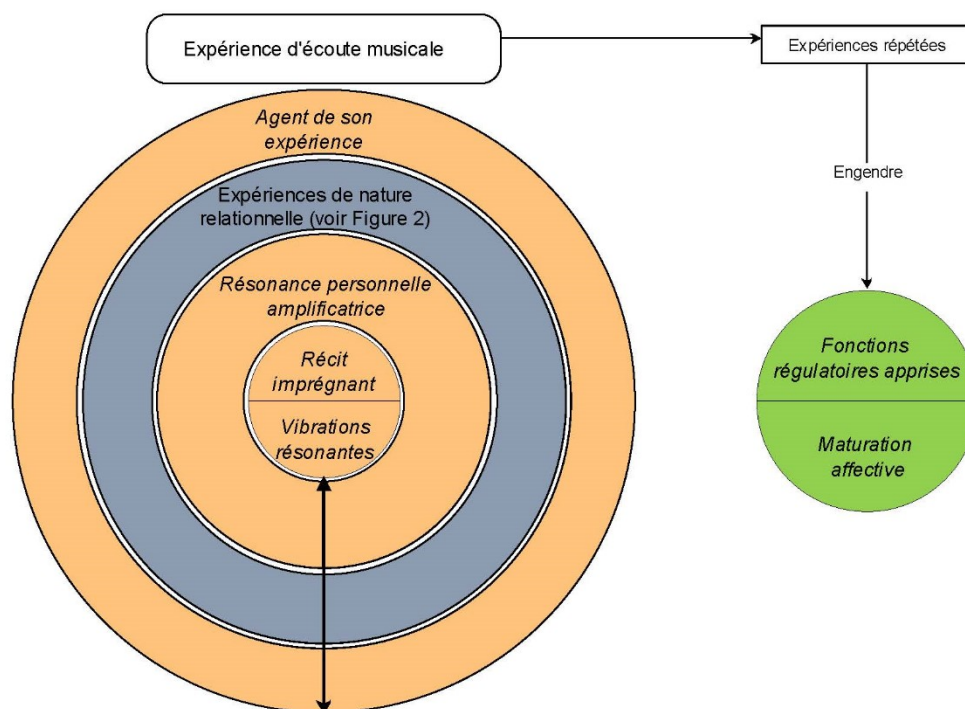 Expérience d'écoute musicale
Expériences répétées
Agent de son
expérience
Expériences de nature
relationnelle (voir Figure 2)
Engendre
Résonance personnelle
amplificatrice
Récit
imprégnant
Vibrations
résonantes
Fonctions
régulatoires apprises
Maturation
affective